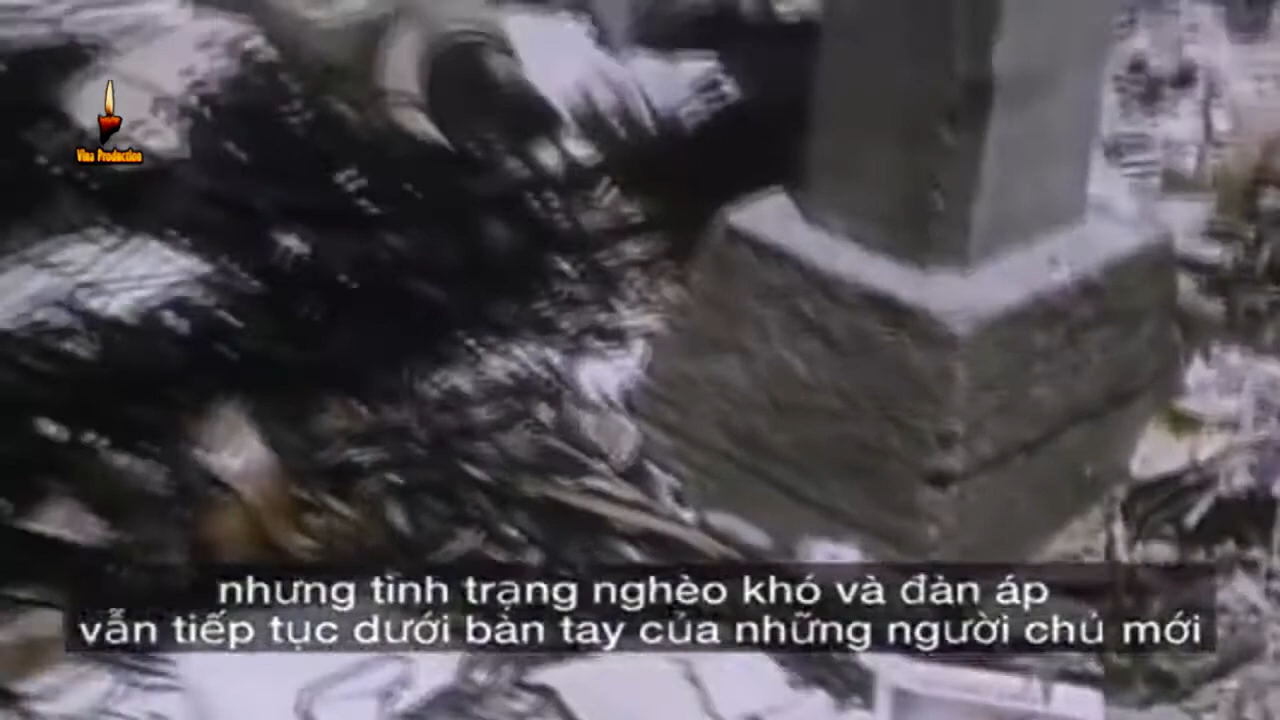 Vina Production
nhưng tình trạng nghèo khó và đàn áp
vẫn tiếp tục dưới bàn tay của những người chủ mới